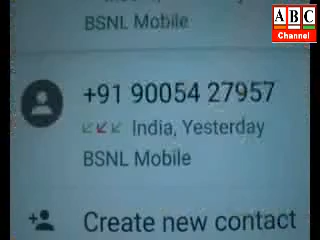 ABC
Channel
BSNL Mobile
+91 90054 27957
India, Yesterday
BSNL Mobile
Create new contact